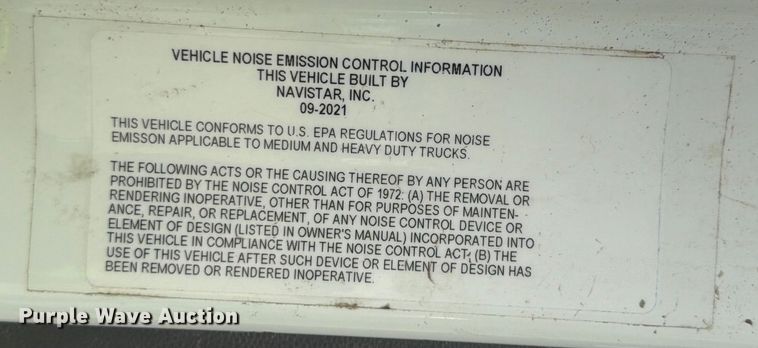 VEHICLE NOISE EMISSION CONTROL INFORMATION
THIS VEHICLE BUILT BY
NAVISTAR, INC.
09-2021
THIS VEHICLE CONFORMS TO U.S. EPA REGULATIONS FOR NOISE
EMISSON APPLICABLE TO MEDIUM AND HEAVY DUTY TRUCKS.
THE FOLLOWING ACTS OR THE CAUSING THEREOF BY ANY PERSON ARE
PROHIBITED BY THE NOISE CONTROL ACT OF 1972: (A) THE REMOVAL OR
RENDERING INOPERATIVE, OTHER THAN FOR PURPOSES OF MAINTEN-
ANCE, REPAIR, OR REPLACEMENT, OF ANY NOISE CONTROL DEVICE OR
ELEMENT OF DESIGN (LISTED IN OWNER'S MANUAL) INCORPORATED INTO
THIS VEHICLE IN COMPLIANCE WITH THE NOISE CONTROL ACT; (B) THE
USE OF THIS VEHICLE AFTER SUCH DEVICE OR ELEMENT OF DESIGN HAS
BEEN REMOVED OR RENDERED INOPERATIVE.
Purple Wave Auction